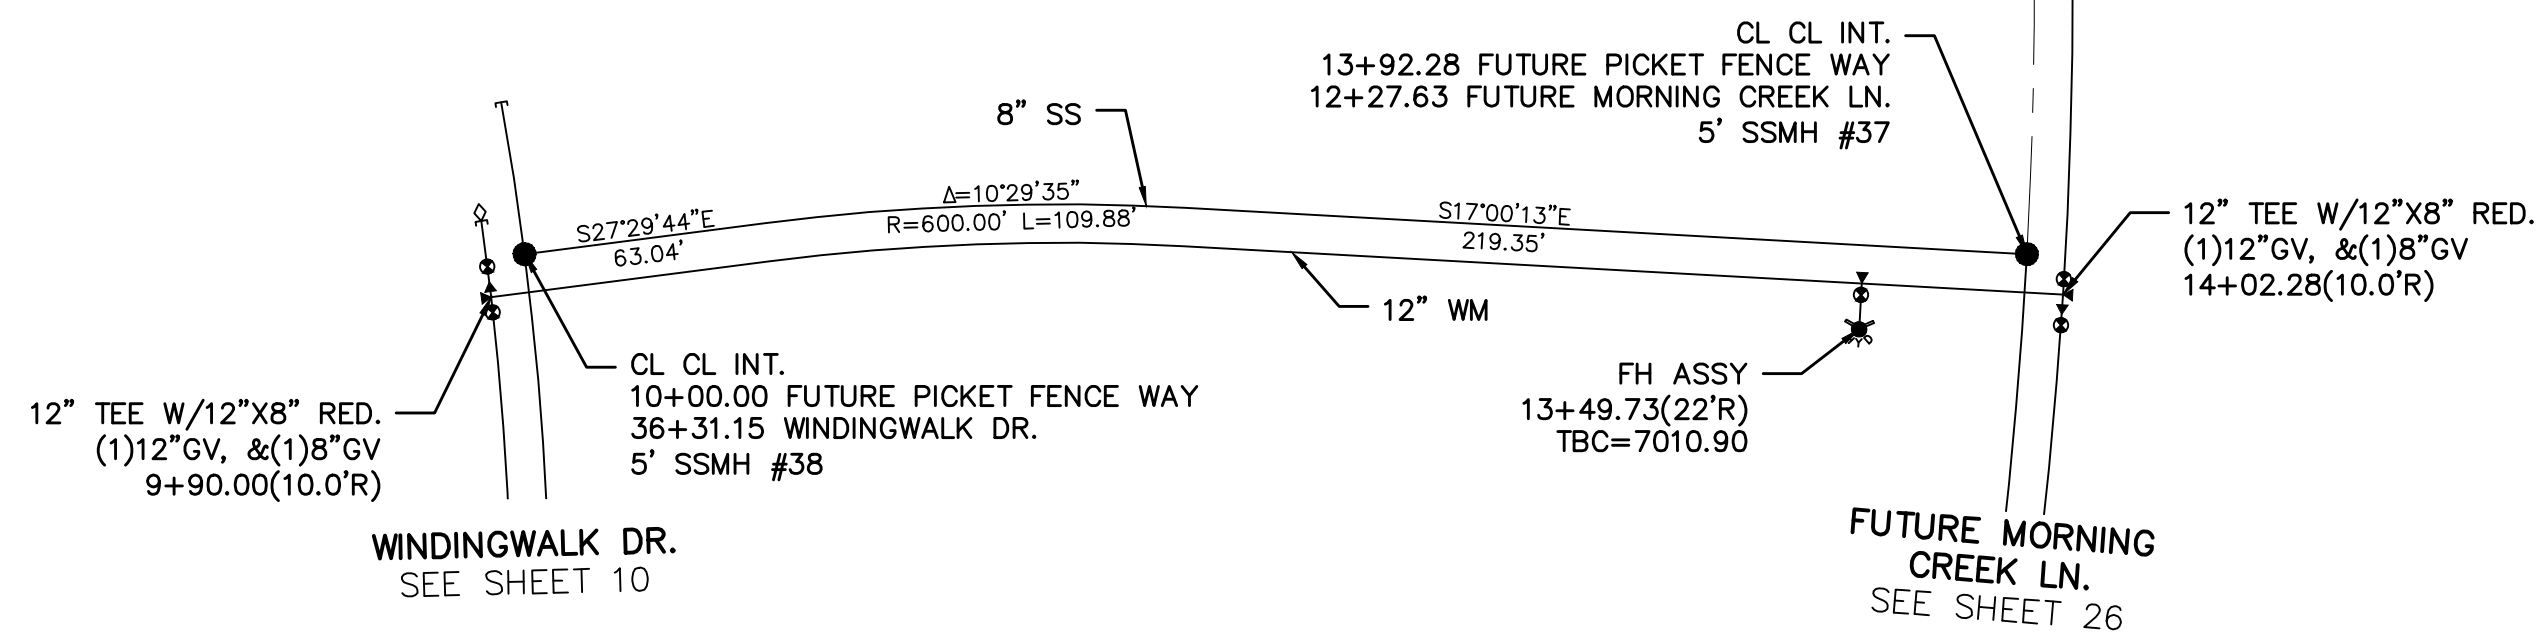 CL CL INT.
13+92.28 FUTURE PICKET FENCE WAY
12+27.63 FUTURE MORNING CREEK LN.
5' SSMH #37
8" SS
Δ=10°29'35"
R=600.00' L=109.88'
S27°29'44"E
63.04'
S17°00'13"E
219.35'
12" TEE W/12"X8" RED.
(1)12"GV, &(1)8"GV
14+02.28(10.0'R)
12" WM
CL CL INT.
10+00.00 FUTURE PICKET FENCE WAY
36+31.15 WINDINGWALK DR.
5' SSMH #38
FH ASSY
13+49.73(22'R)
TBC=7010.90
12" TEE W/12"X8" RED.
(1)12"GV, &(1)8"GV
9+90.00(10.0'R)
WINDINGWALK DR.
SEE SHEET 10
FUTURE MORNING
CREEK LN.
SEE SHEET 26